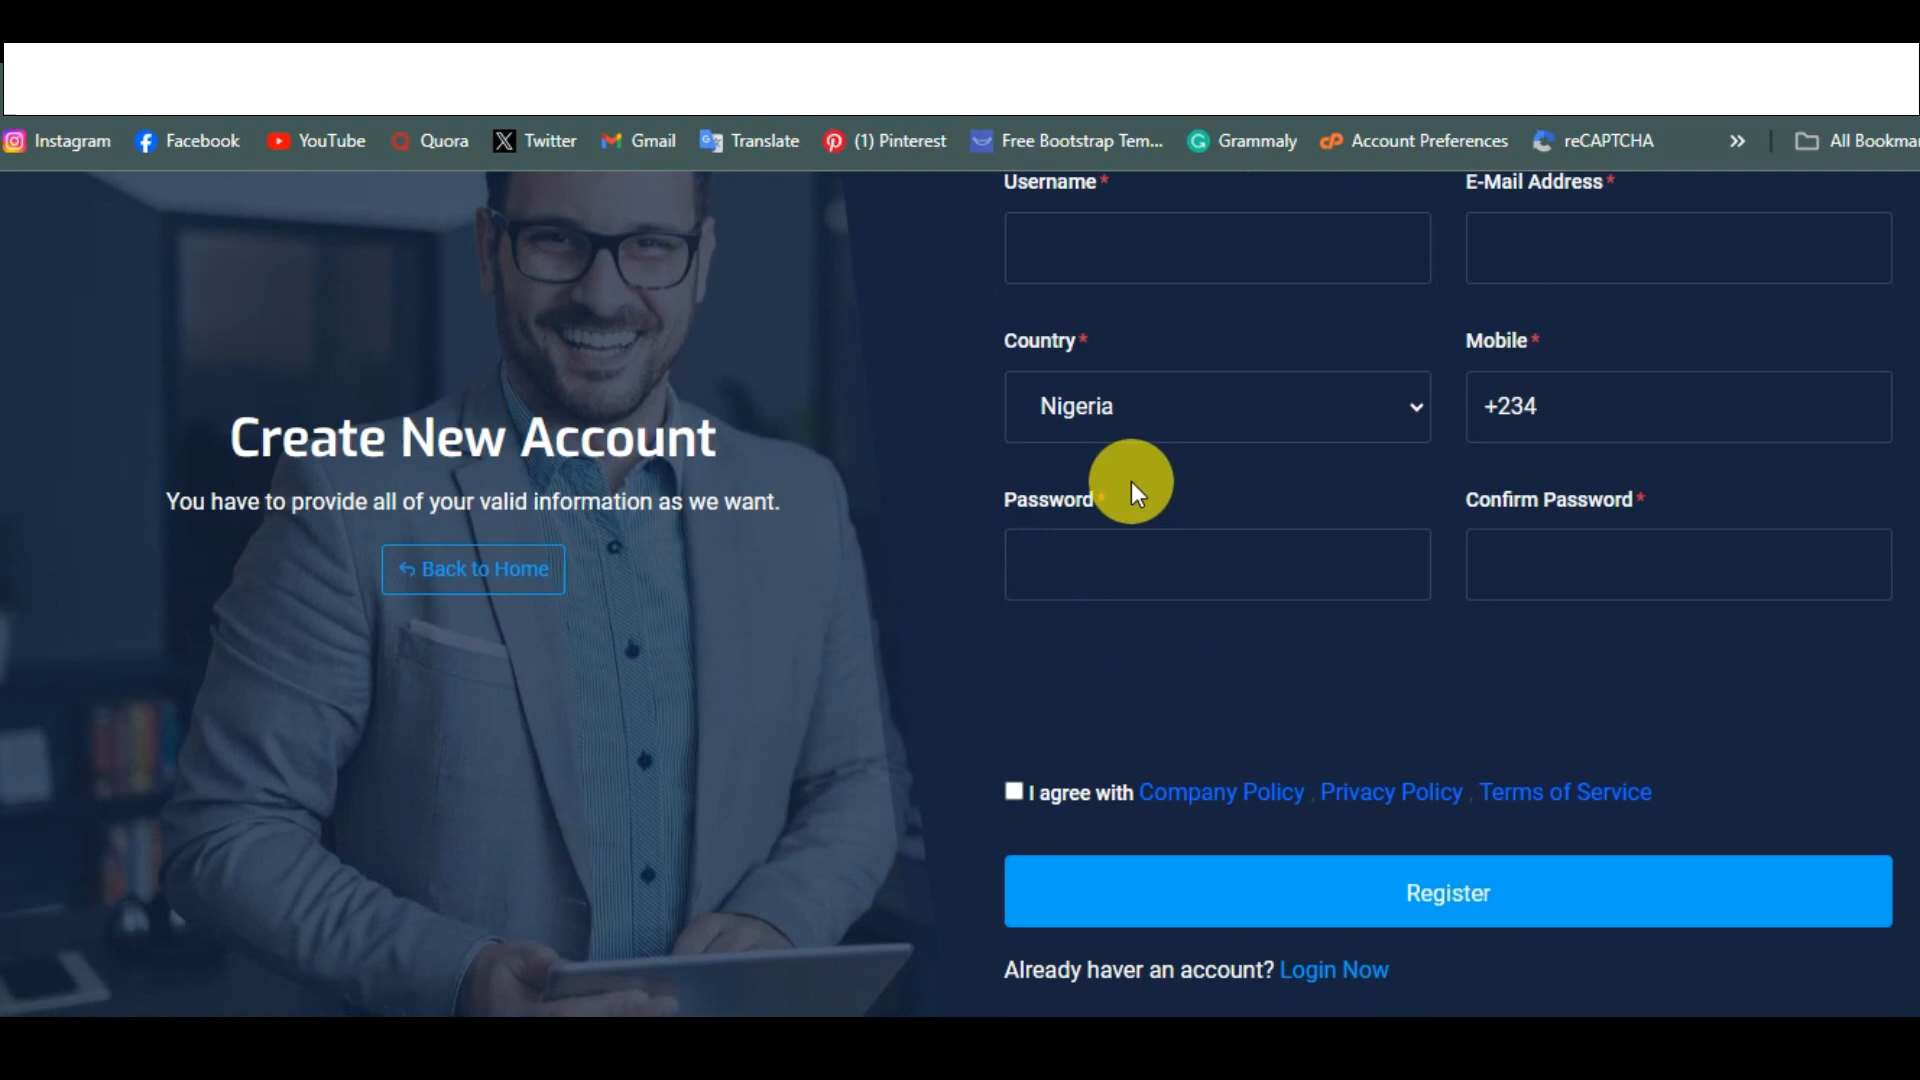 Instagram Facebook YouTube Quora Twitter Gmail Translate (1) Pinterest Free Bootstrap Tem... Grammaly Account Preferences reCAPTCHA » All Bookmar
Username* E-Mail Address*
Country* Mobile*
Nigeria +234
Create New Account
You have to provide all of your valid information as we want.
Back to Home
Password* Confirm Password*
I agree with Company Policy , Privacy Policy , Terms of Service
Register
Already haver an account? Login Now